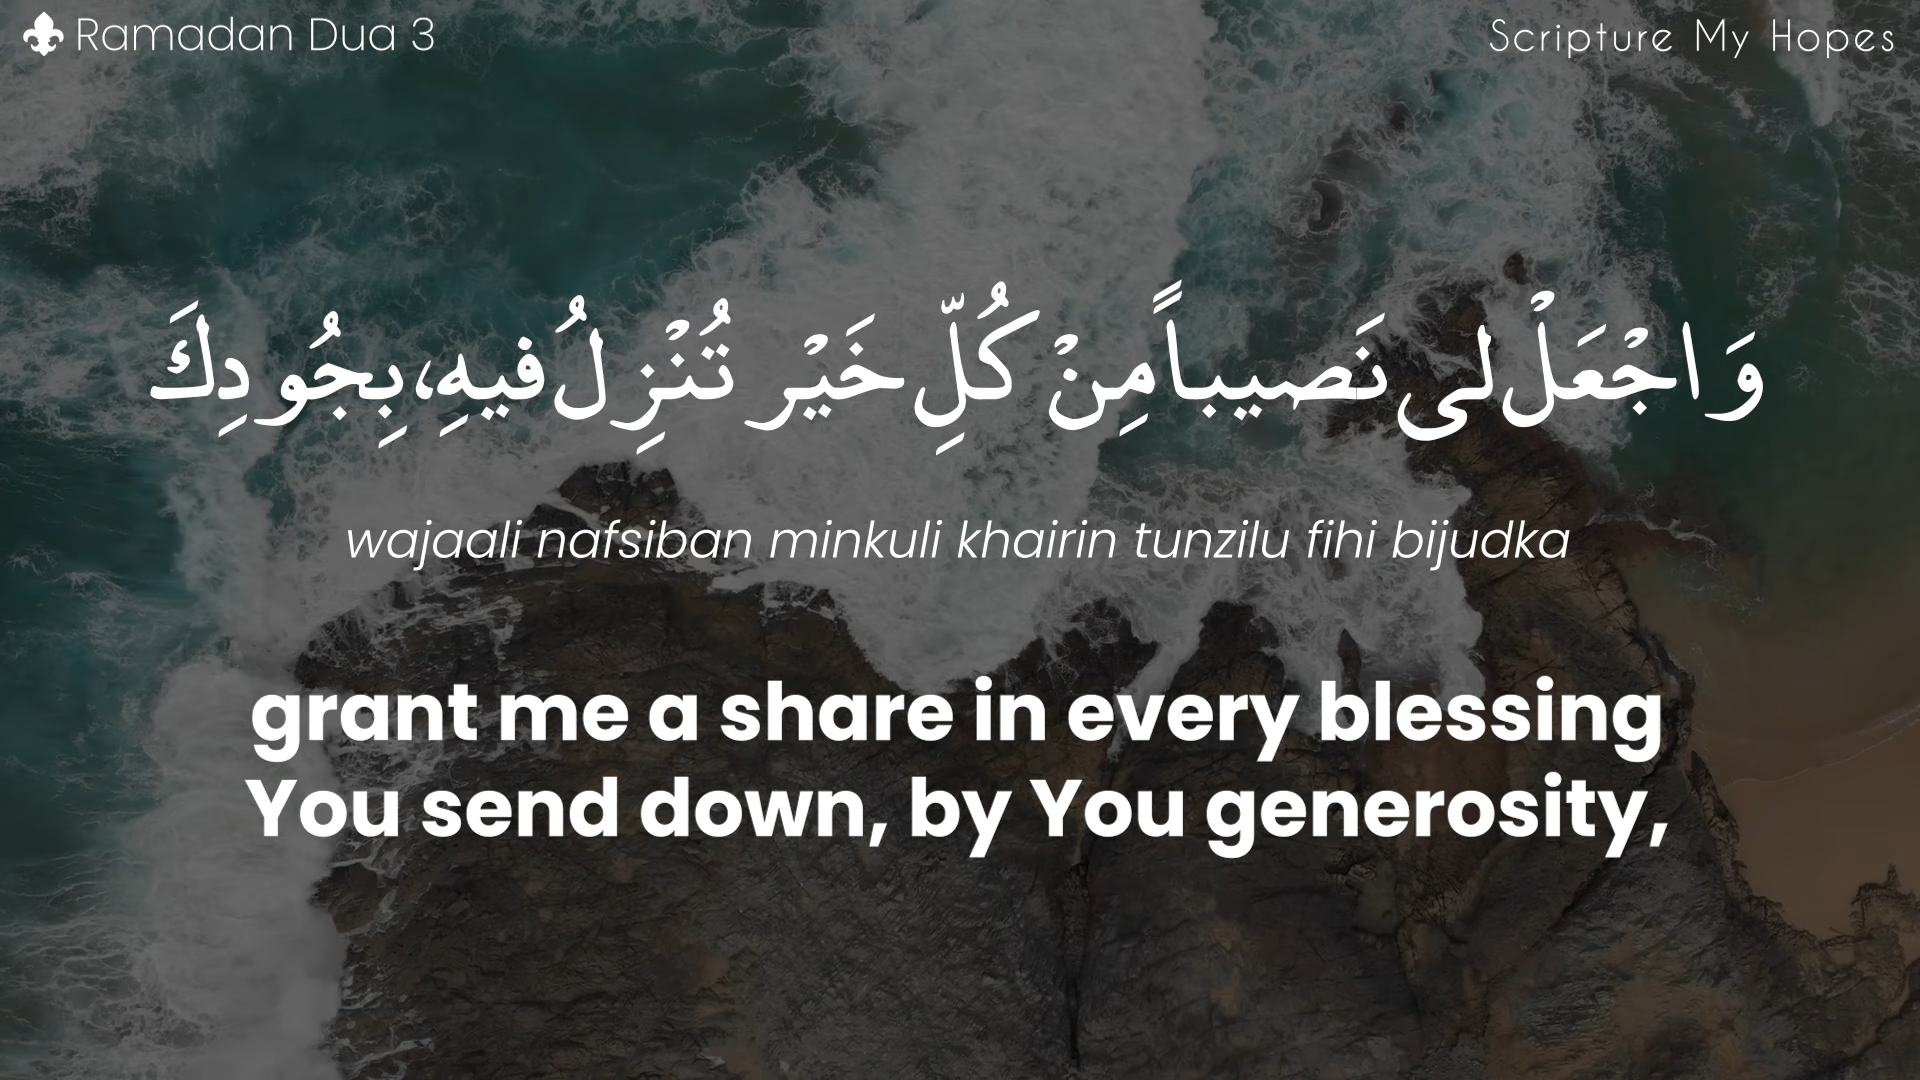 Ramadan Dua 3
Scripture My Hopes
وَ اجْعَلْ لى نَصيباً مِنْ كُلِّ خَيْر تُنْزِلُ فيهِ، بِجُودِكَ
wajaali nafsiban minkuli khairin tunzilu fihi bijudka
grant me a share in every blessing
You send down, by You generosity,